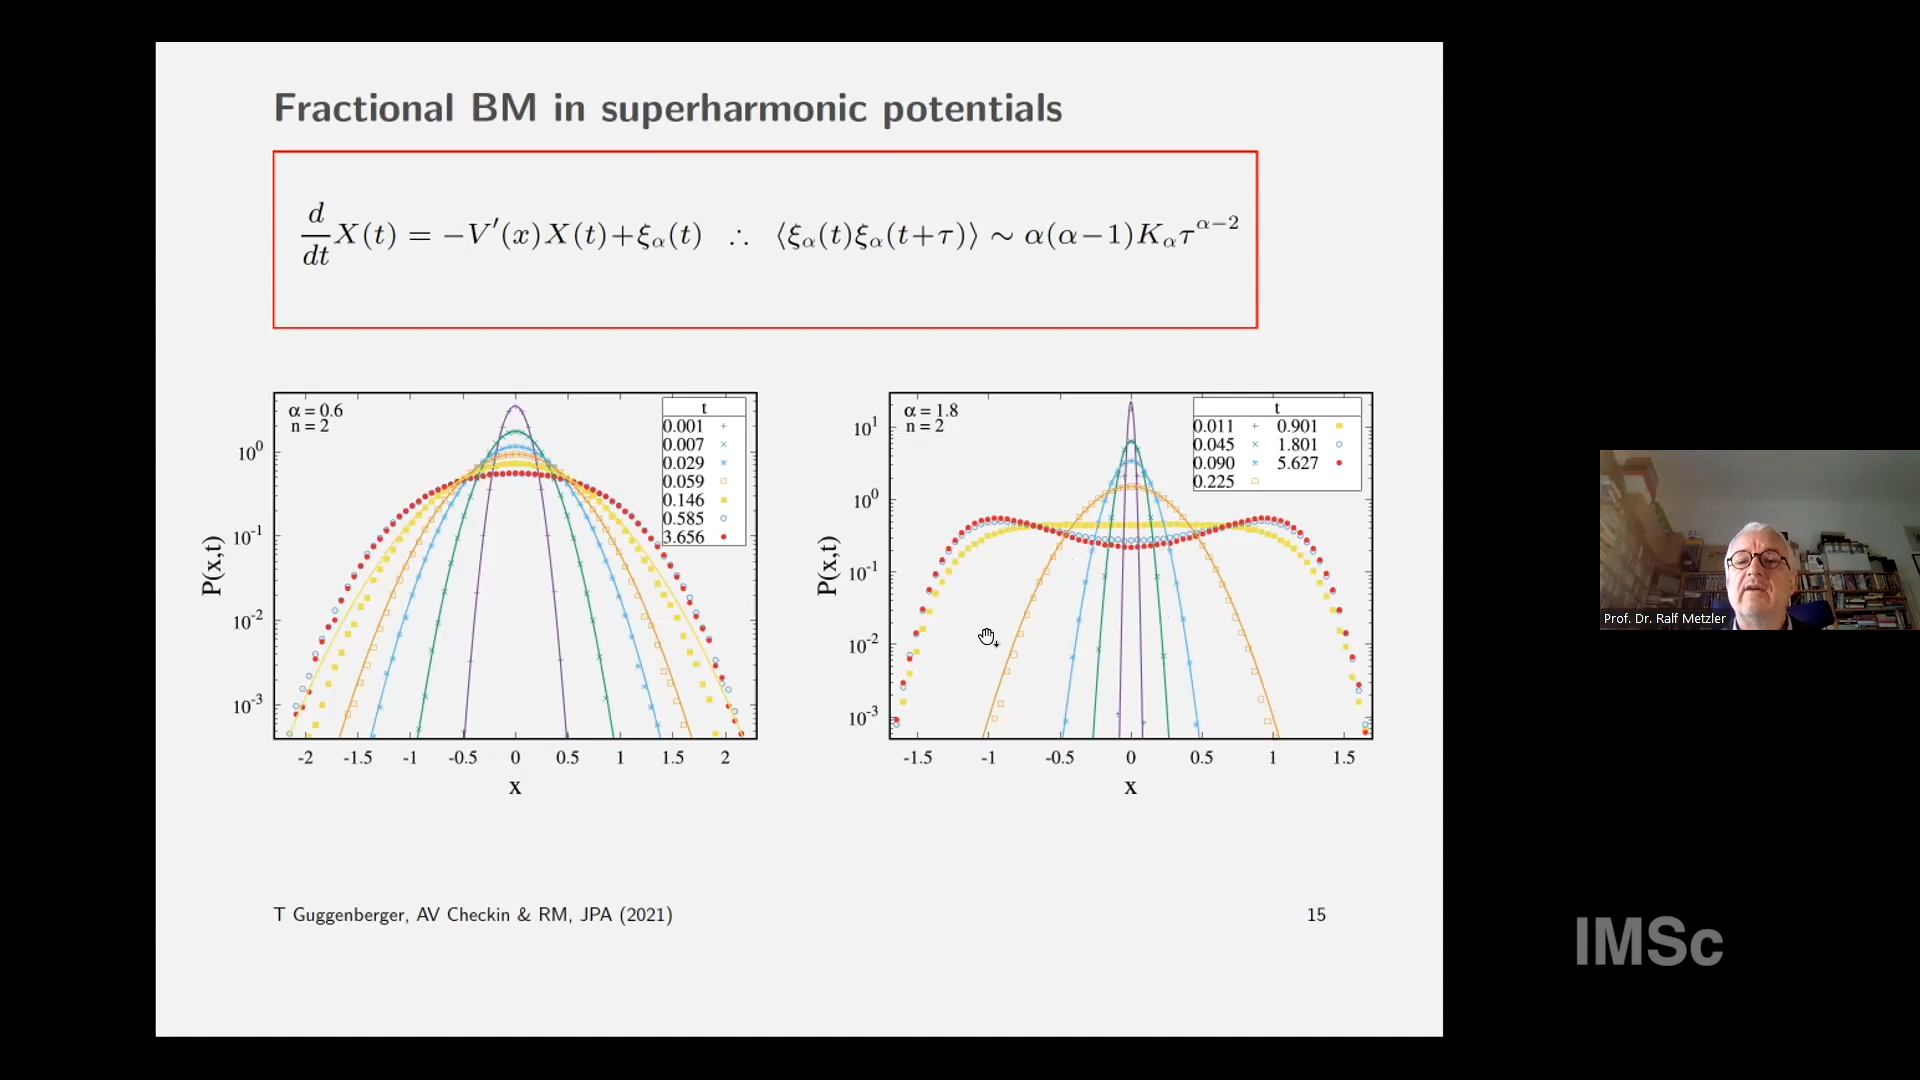 Fractional BM in superharmonic potentials
d/dt X(t) = −V′(x)X(t)+ξα(t) ∴ ⟨ξα(t)ξα(t+τ)⟩ ∼ α(α−1)Kατ^α−2
α = 0.6
n = 2
t
0.001
0.007
0.029
0.059
0.146
0.585
3.656
10^0
10^-1
10^-2
10^-3
P(x,t)
-2 -1.5 -1 -0.5 0 0.5 1 1.5 2
x
α = 1.8
n = 2
t
0.011 0.901
0.045 1.801
0.090 5.627
0.225
10^1
10^0
10^-1
10^-2
10^-3
P(x,t)
-1.5 -1 -0.5 0 0.5 1 1.5
x
T Guggenberger, AV Checkin & RM, JPA (2021)
15
Prof. Dr. Ralf Metzler
IMSc